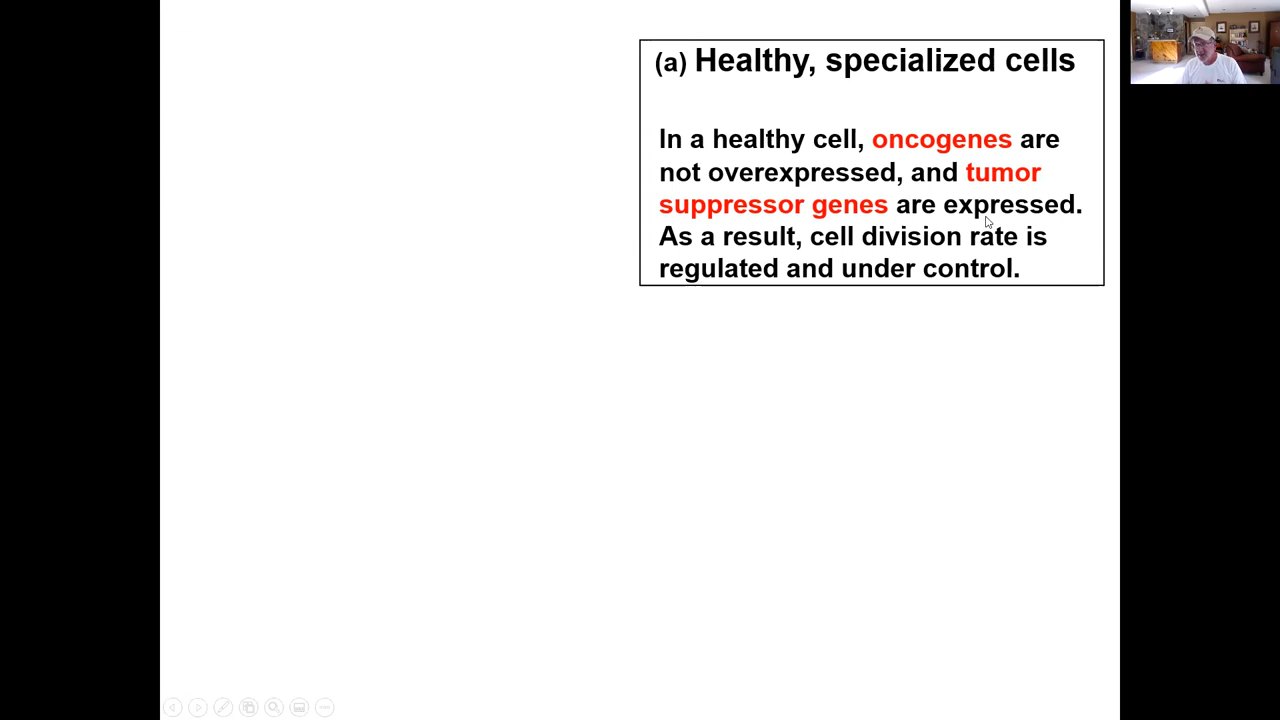 (a) Healthy, specialized cells
In a healthy cell, oncogenes are
not overexpressed, and tumor
suppressor genes are expressed.
As a result, cell division rate is
regulated and under control.